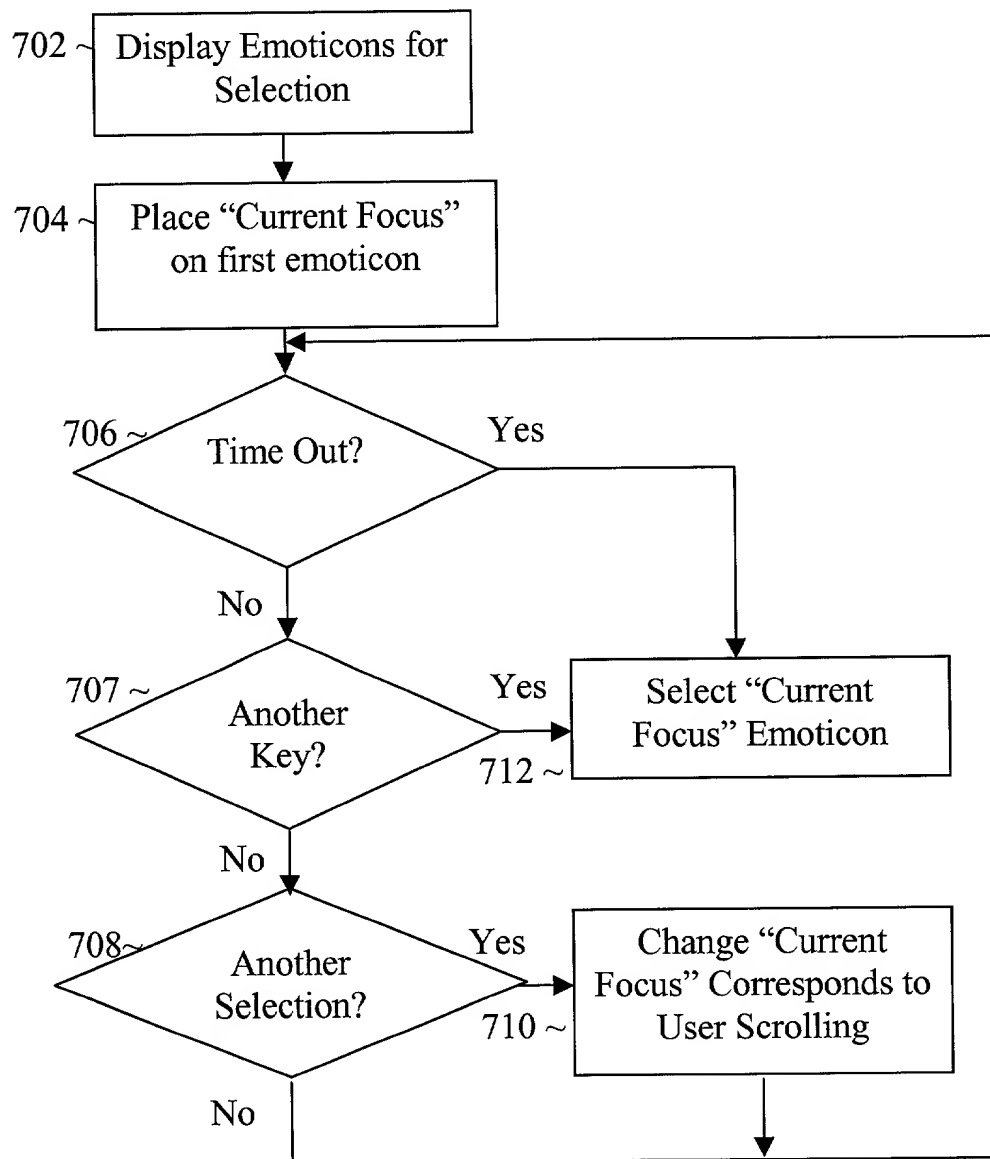 702 ~
Display Emoticons for
Selection
704 ~
Place “Current Focus”
on first emoticon
706 ~
Time Out?
Yes
No
707 ~
Another
Key?
Yes
712 ~
Select “Current
Focus” Emoticon
No
708~
Another
Selection?
Yes
710 ~
Change “Current
Focus” Corresponds to
User Scrolling
No